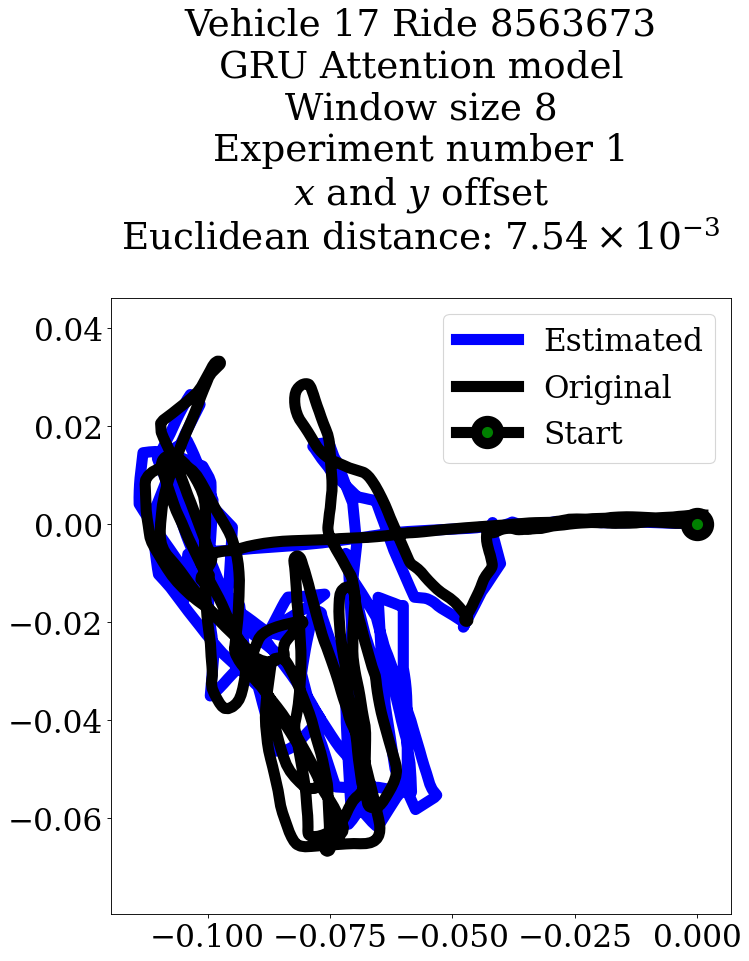 Vehicle 17 Ride 8563673
GRU Attention model
Window size 8
Experiment number 1
x and y offset
Euclidean distance: 7.54 × 10⁻³
Estimated
Original
Start
0.04
0.02
0.00
−0.02
−0.04
−0.06
−0.100 −0.075 −0.050 −0.025 0.000